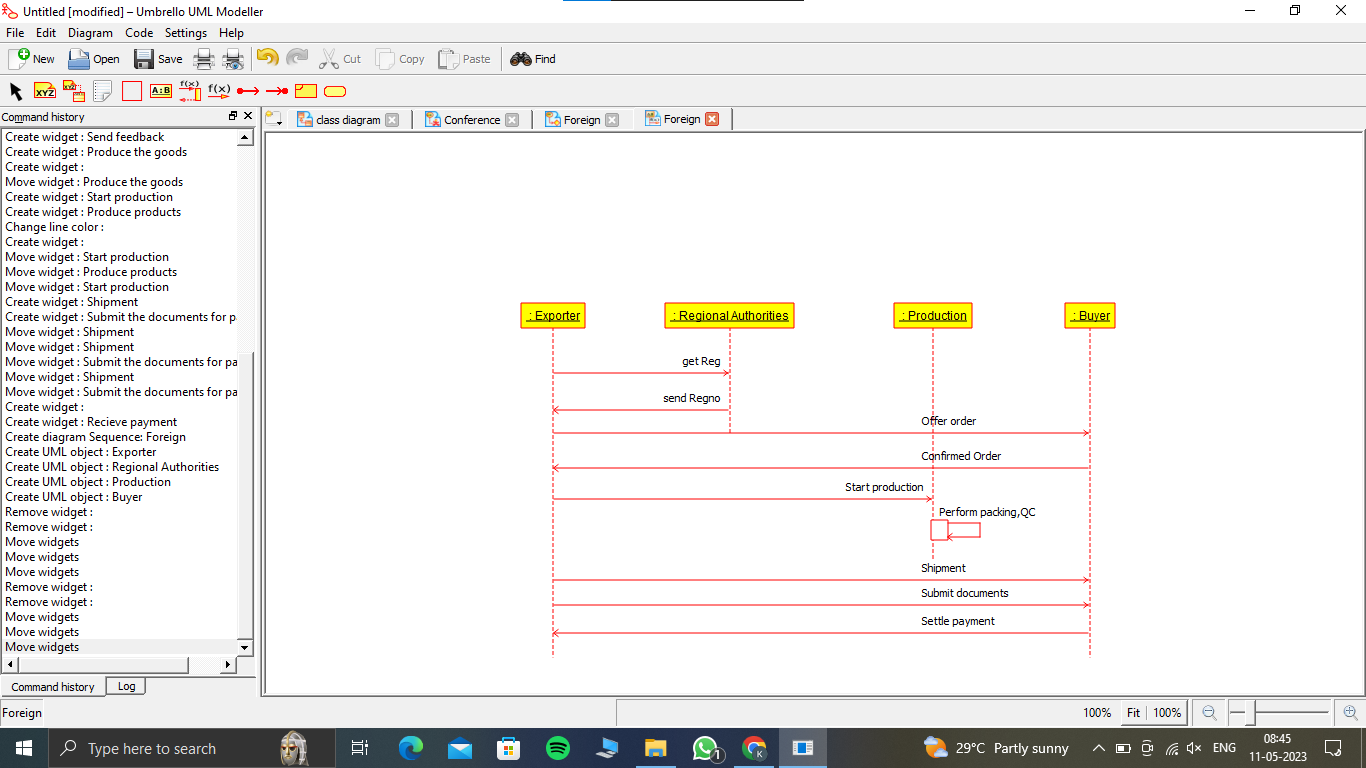 Untitled [modified] – Umbrello UML Modeller
File Edit Diagram Code Settings Help
New Open Save Cut Copy Paste Find
XYZ XYZ A:B f(x) f(x)
Command history
class diagram Conference Foreign Foreign
Create widget : Send feedback
Create widget : Produce the goods
Create widget :
Move widget : Produce the goods
Create widget : Start production
Create widget : Produce products
Change line color :
Create widget :
Move widget : Start production
Move widget : Produce products
Move widget : Start production
Create widget : Shipment
Create widget : Submit the documents for pa
Move widget : Shipment
Move widget : Shipment
Move widget : Submit the documents for pa
Move widget : Shipment
Move widget : Submit the documents for pa
Create widget :
Create widget : Recieve payment
Create diagram Sequence: Foreign
Create UML object : Exporter
Create UML object : Regional Authorities
Create UML object : Production
Create UML object : Buyer
Remove widget :
Remove widget :
Move widgets
Move widgets
Move widgets
Remove widget :
Remove widget :
Move widgets
Move widgets
Move widgets
Command history Log
: Exporter : Regional Authorities : Production : Buyer
get Reg
send Regno
Offer order
Confirmed Order
Start production
Perform packing,QC
Shipment
Submit documents
Settle payment
Foreign
100% Fit 100%
Type here to search
1
K
29°C Partly sunny
ENG
08:45
11-05-2023